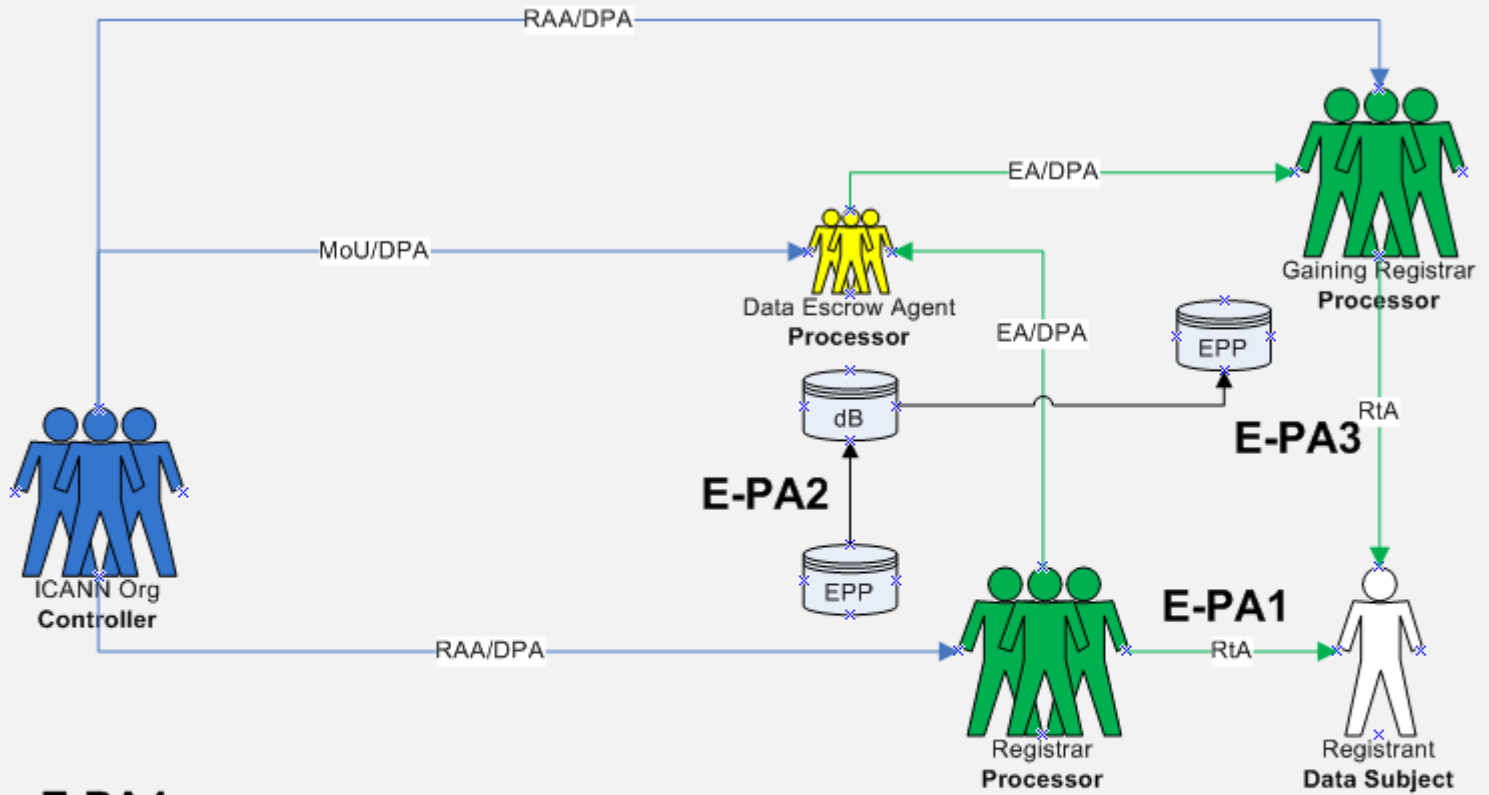 RAA/DPA
EA/DPA
MoU/DPA
Gaining Registrar
Processor
Data Escrow Agent
Processor
EA/DPA
EPP
dB
RtA
E-PA3
E-PA2
EPP
ICANN Org
Controller
E-PA1
RAA/DPA
RtA
Registrar
Processor
Registrant
Data Subject